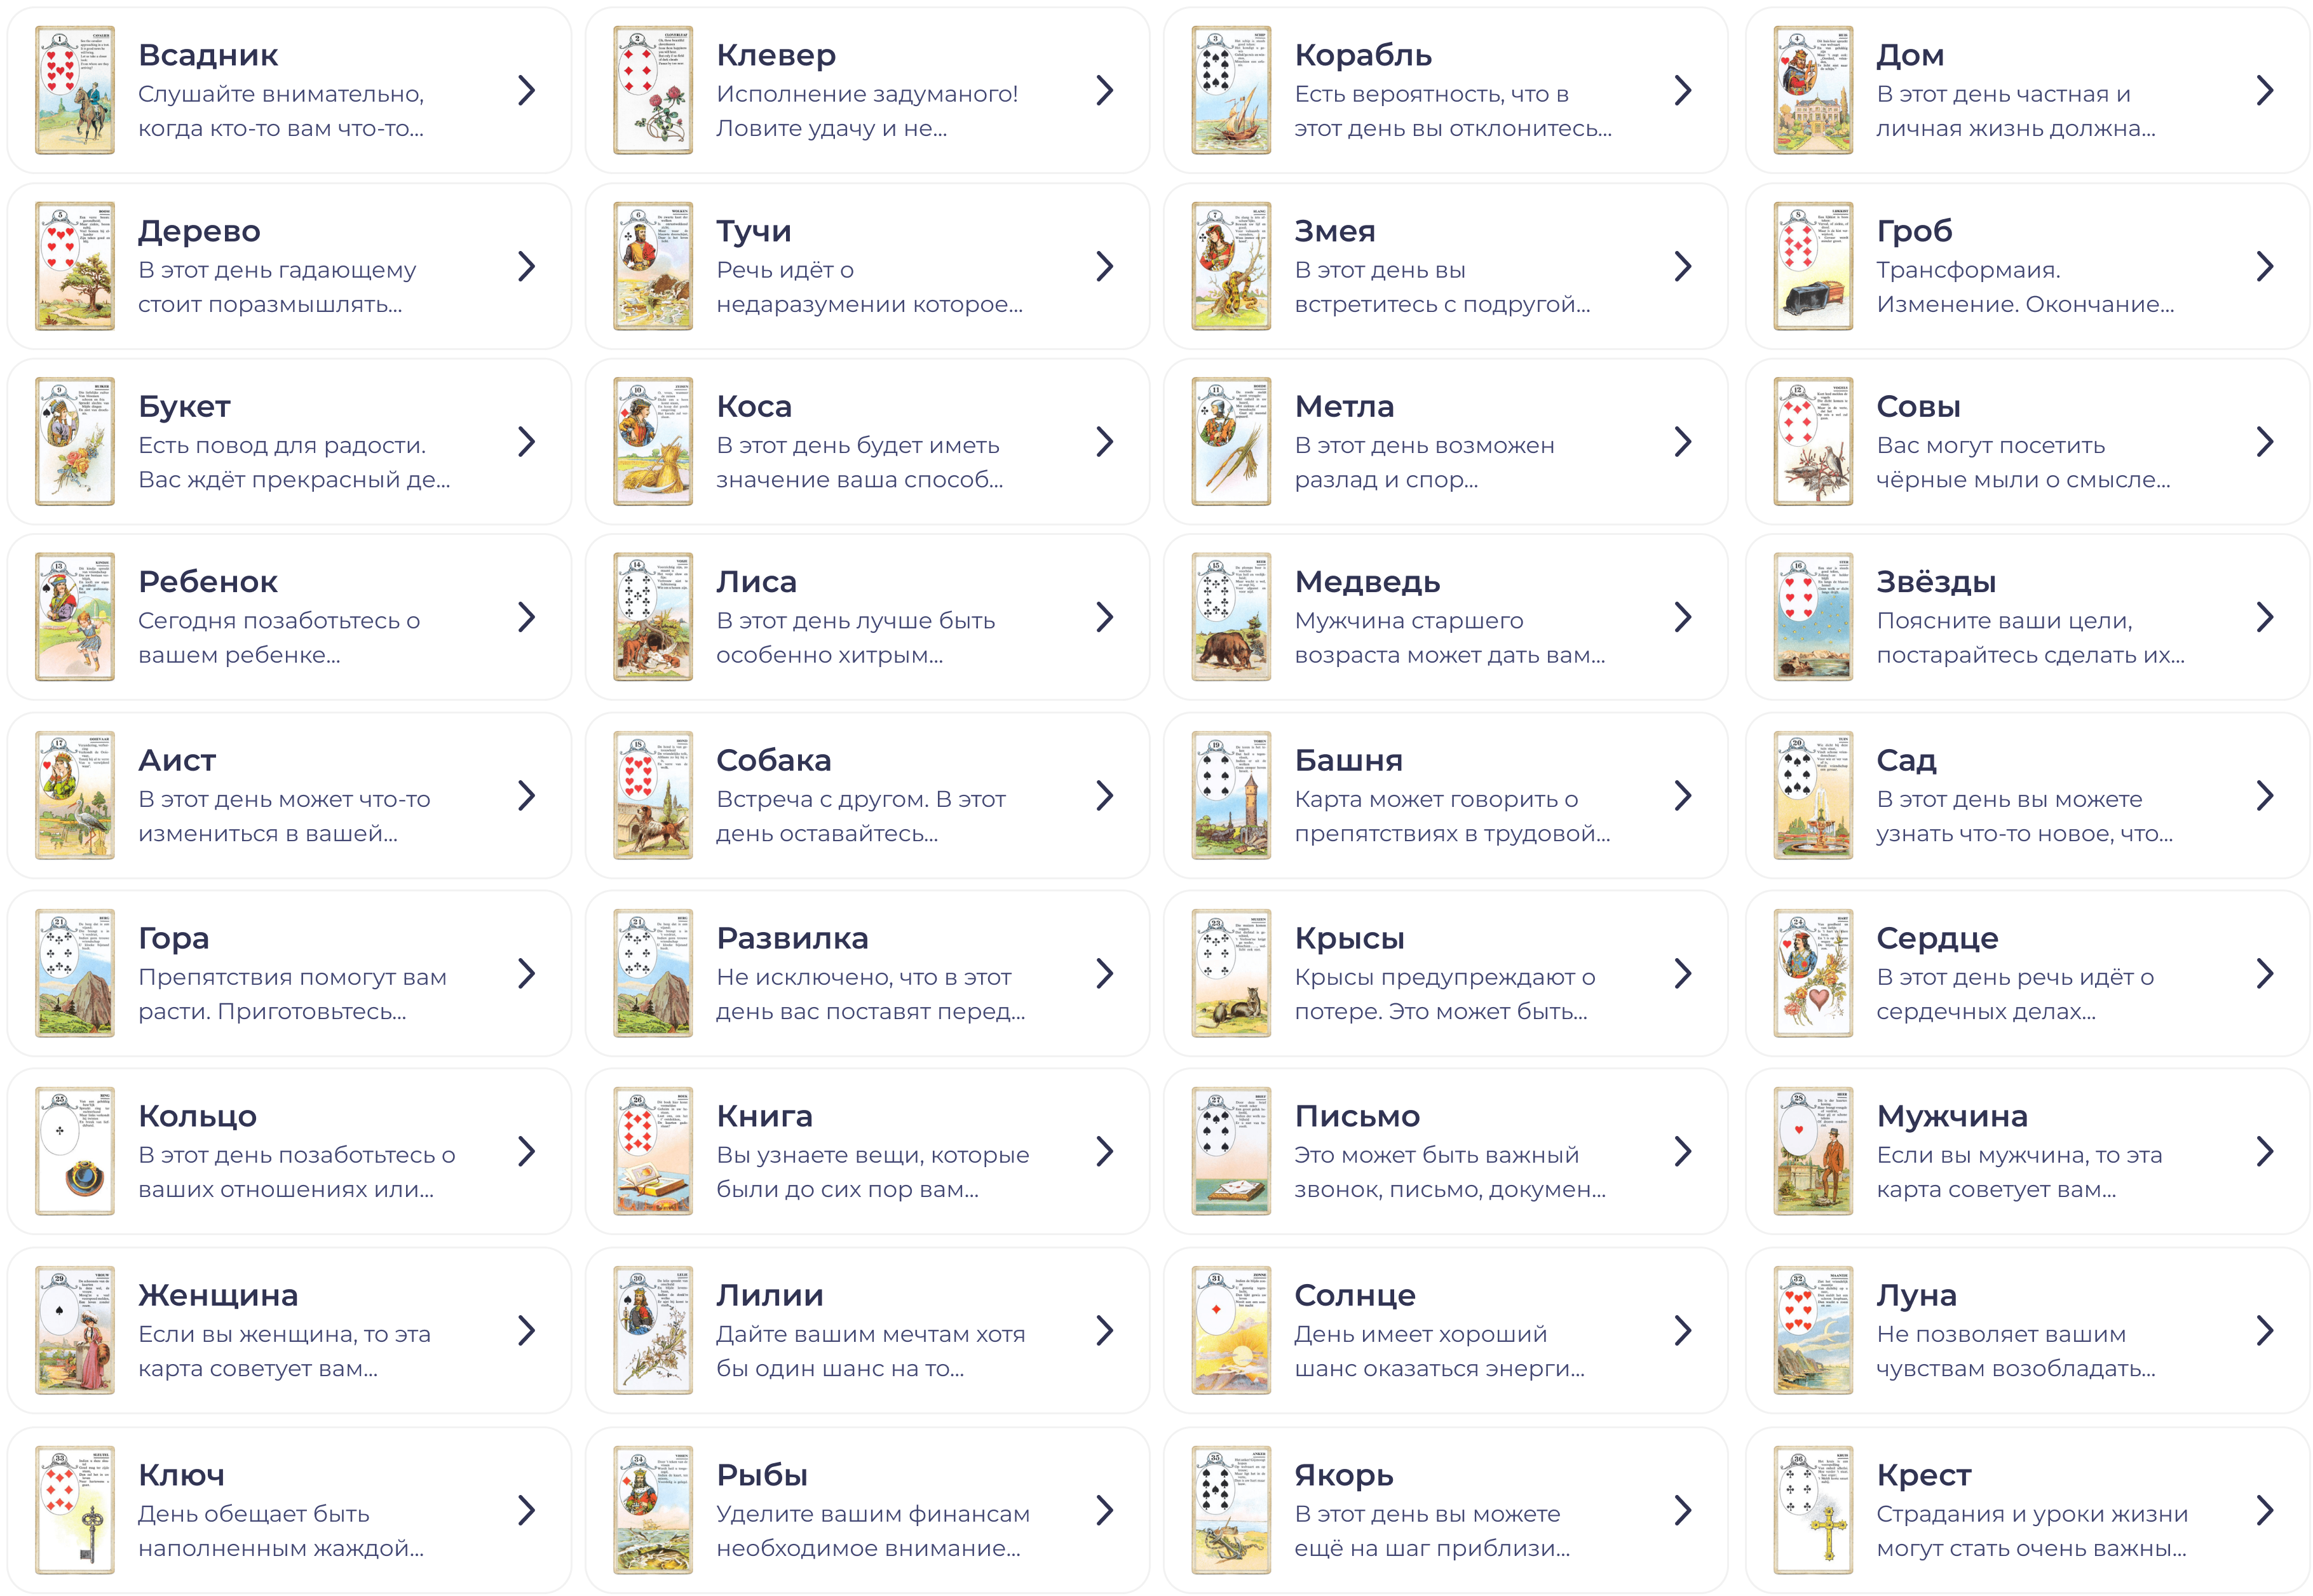 Всадник
Слушайте внимательно,
когда кто-то вам что-то...
Клевер
Исполнение задуманого!
Ловите удачу и не...
Корабль
Есть вероятность, что в
этот день вы отклонитесь...
Дом
В этот день частная и
личная жизнь должна...
Дерево
В этот день гадающему
стоит поразмышлять...
Тучи
Речь идёт о
недаразумении которое...
Змея
В этот день вы
встретитесь с подругой...
Гроб
Трансформаия.
Изменение. Окончание...
Букет
Есть повод для радости.
Вас ждёт прекрасный де...
Коса
В этот день будет иметь
значение ваша способ...
Метла
В этот день возможен
разлад и спор...
Совы
Вас могут посетить
чёрные мыли о смысле...
Ребенок
Сегодня позаботьтесь о
вашем ребенке...
Лиса
В этот день лучше быть
особенно хитрым...
Медведь
Мужчина старшего
возраста может дать вам...
Звёзды
Поясните ваши цели,
постарайтесь сделать их...
Аист
В этот день может что-то
измениться в вашей...
Собака
Встреча с другом. В этот
день оставайтесь...
Башня
Карта может говорить о
препятствиях в трудовой...
Сад
В этот день вы можете
узнать что-то новое, что...
Гора
Препятствия помогут вам
расти. Приготовьтесь...
Развилка
Не исключено, что в этот
день вас поставят перед...
Крысы
Крысы предупреждают о
потере. Это может быть...
Сердце
В этот день речь идёт о
сердечных делах...
Кольцо
В этот день позаботьтесь о
ваших отношениях или...
Книга
Вы узнаете вещи, которые
были до сих пор вам...
Письмо
Это может быть важный
звонок, письмо, докумен...
Мужчина
Если вы мужчина, то эта
карта советует вам...
Женщина
Если вы женщина, то эта
карта советует вам...
Лилии
Дайте вашим мечтам хотя
бы один шанс на то...
Солнце
День имеет хороший
шанс оказаться энерги...
Луна
Не позволяет вашим
чувствам возобладать...
Ключ
День обещает быть
наполненным жаждой...
Рыбы
Уделите вашим финансам
необходимое внимание...
Якорь
В этот день вы можете
ещё на шаг приблизи...
Крест
Страдания и уроки жизни
могут стать очень важны...